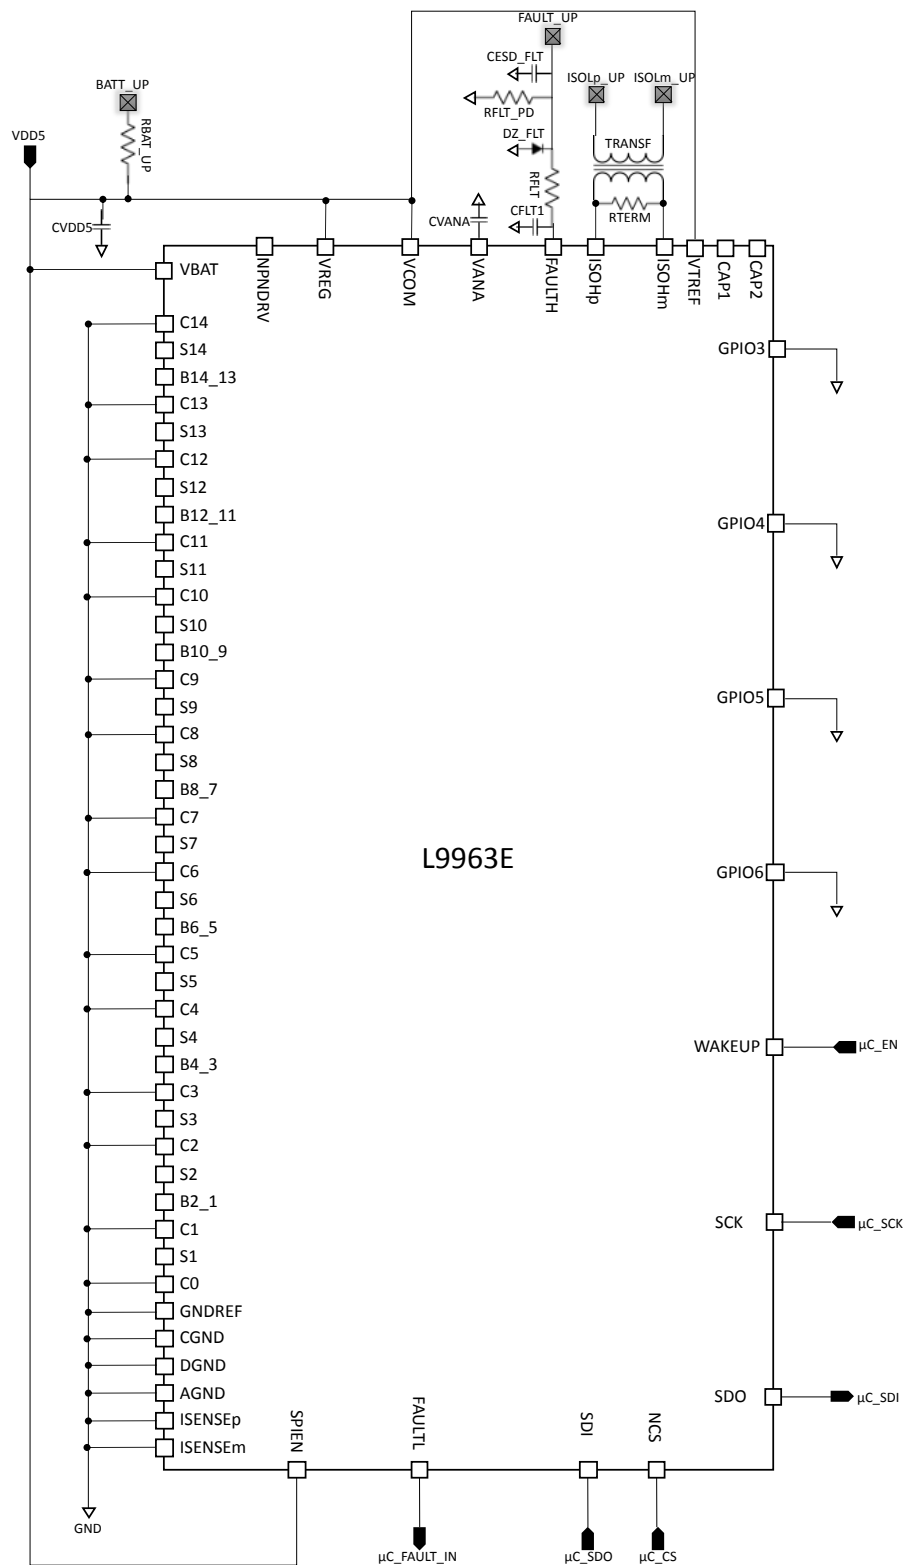 FAULT_UP
CESD_FLT
BATT_UP
ISOLp_UP
ISOLm_UP
RFLT_PD
VDD5
RBAT_UP
DZ_FLT
TRANSF
RFLT
CVDD5
CVANA
CFLT1
RTERM
VBAT
NPNDRV
VREG
VCOM
VANA
FAULTH
ISOHp
ISOHm
VTREF
CAP1
CAP2
C14
S14
B14_13
C13
S13
C12
S12
B12_11
C11
S11
C10
S10
B10_9
C9
S9
C8
S8
B8_7
C7
S7
C6
S6
B6_5
C5
S5
C4
S4
B4_3
C3
S3
C2
S2
B2_1
C1
S1
C0
GNDREF
CGND
DGND
AGND
ISENSEp
ISENSEm
GND
L9963E
GPIO3
GPIO4
GPIO5
GPIO6
WAKEUP
µC_EN
SCK
µC_SCK
SDO
µC_SDI
SPIEN
FAULTL
SDI
NCS
µC_FAULT_IN
µC_SDO
µC_CS